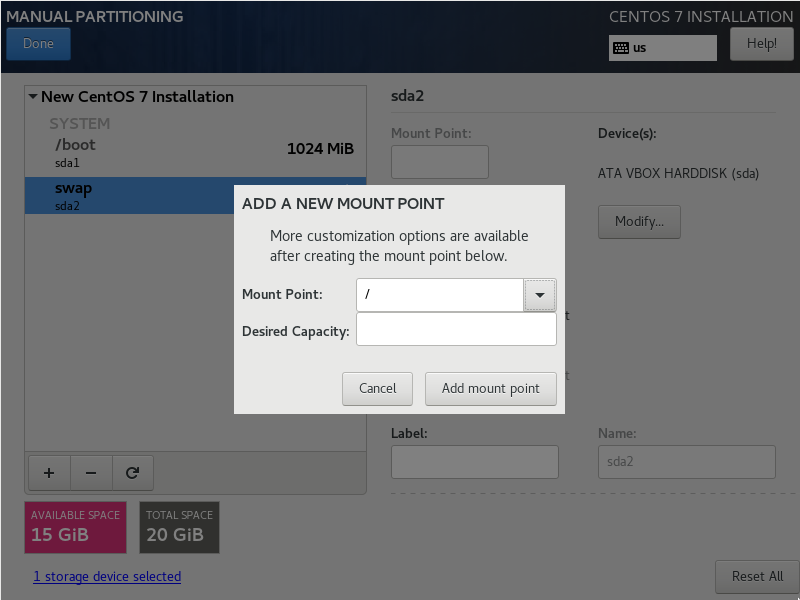 MANUAL PARTITIONING
CENTOS 7 INSTALLATION
Done
us
Help!
New CentOS 7 Installation
SYSTEM
/boot
1024 MiB
sda1
swap
sda2
sda2
Mount Point:
Device(s):
ATA VBOX HARDDISK (sda)
Modify...
ADD A NEW MOUNT POINT
More customization options are available
after creating the mount point below.
Mount Point:
/
Desired Capacity:
Cancel
Add mount point
Label:
Name:
sda2
AVAILABLE SPACE
15 GiB
TOTAL SPACE
20 GiB
1 storage device selected
Reset All